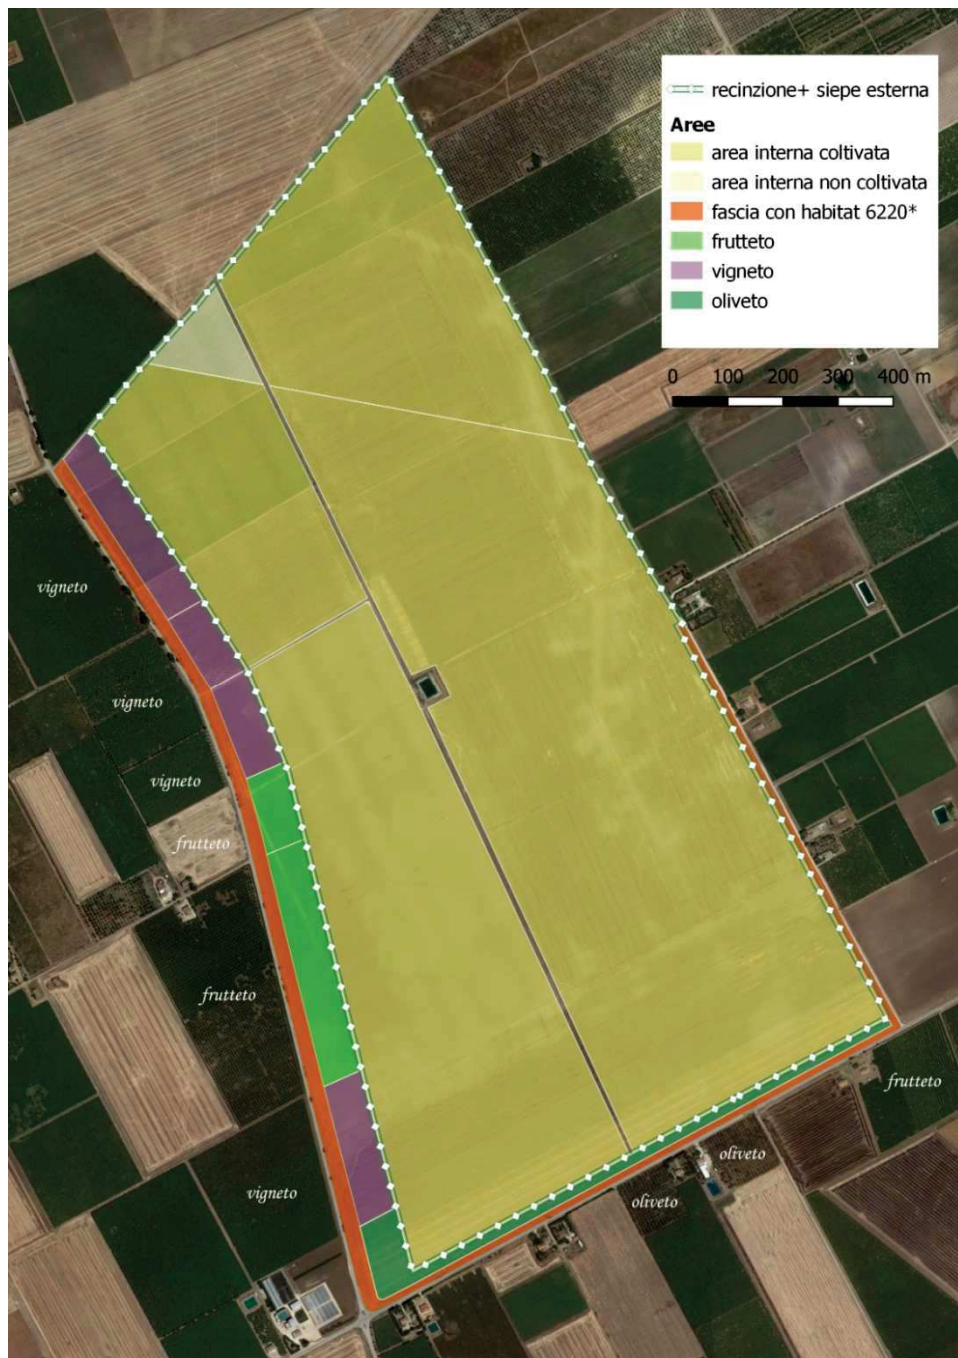 recinzione+ siepe esterna
Aree
area interna coltivata
area interna non coltivata
fascia con habitat 6220*
frutteto
vigneto
oliveto
0 100 200 300 400 m
vigneto
vigneto
vigneto
frutteto
frutteto
frutteto
oliveto
vigneto
oliveto